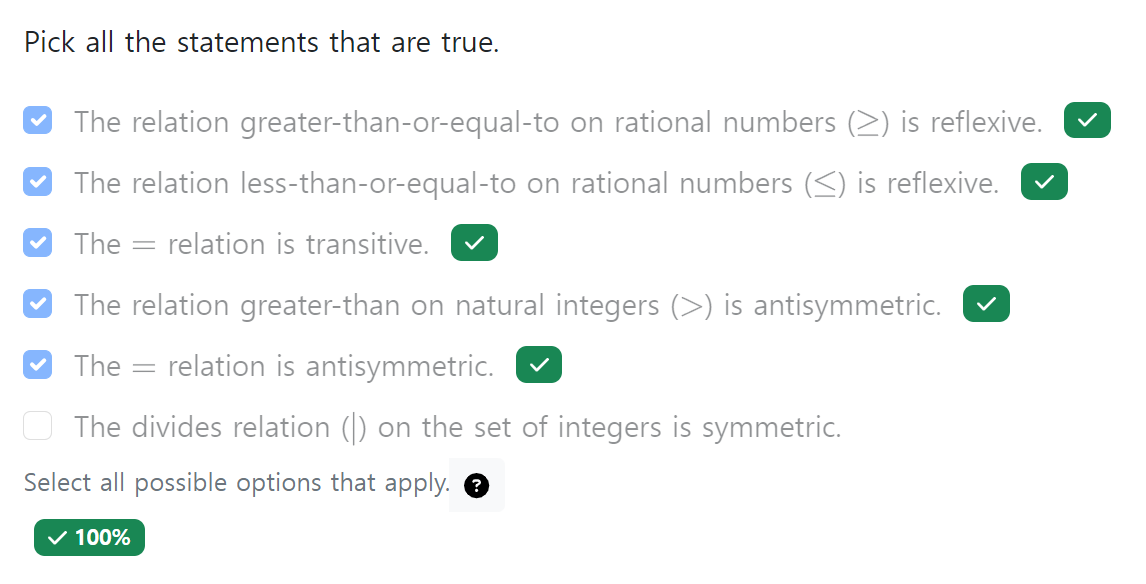 Pick all the statements that are true.
The relation greater-than-or-equal-to on rational numbers (≥) is reflexive.
The relation less-than-or-equal-to on rational numbers (≤) is reflexive.
The = relation is transitive.
The relation greater-than on natural integers (>) is antisymmetric.
The = relation is antisymmetric.
The divides relation (|) on the set of integers is symmetric.
Select all possible options that apply. ?
100%